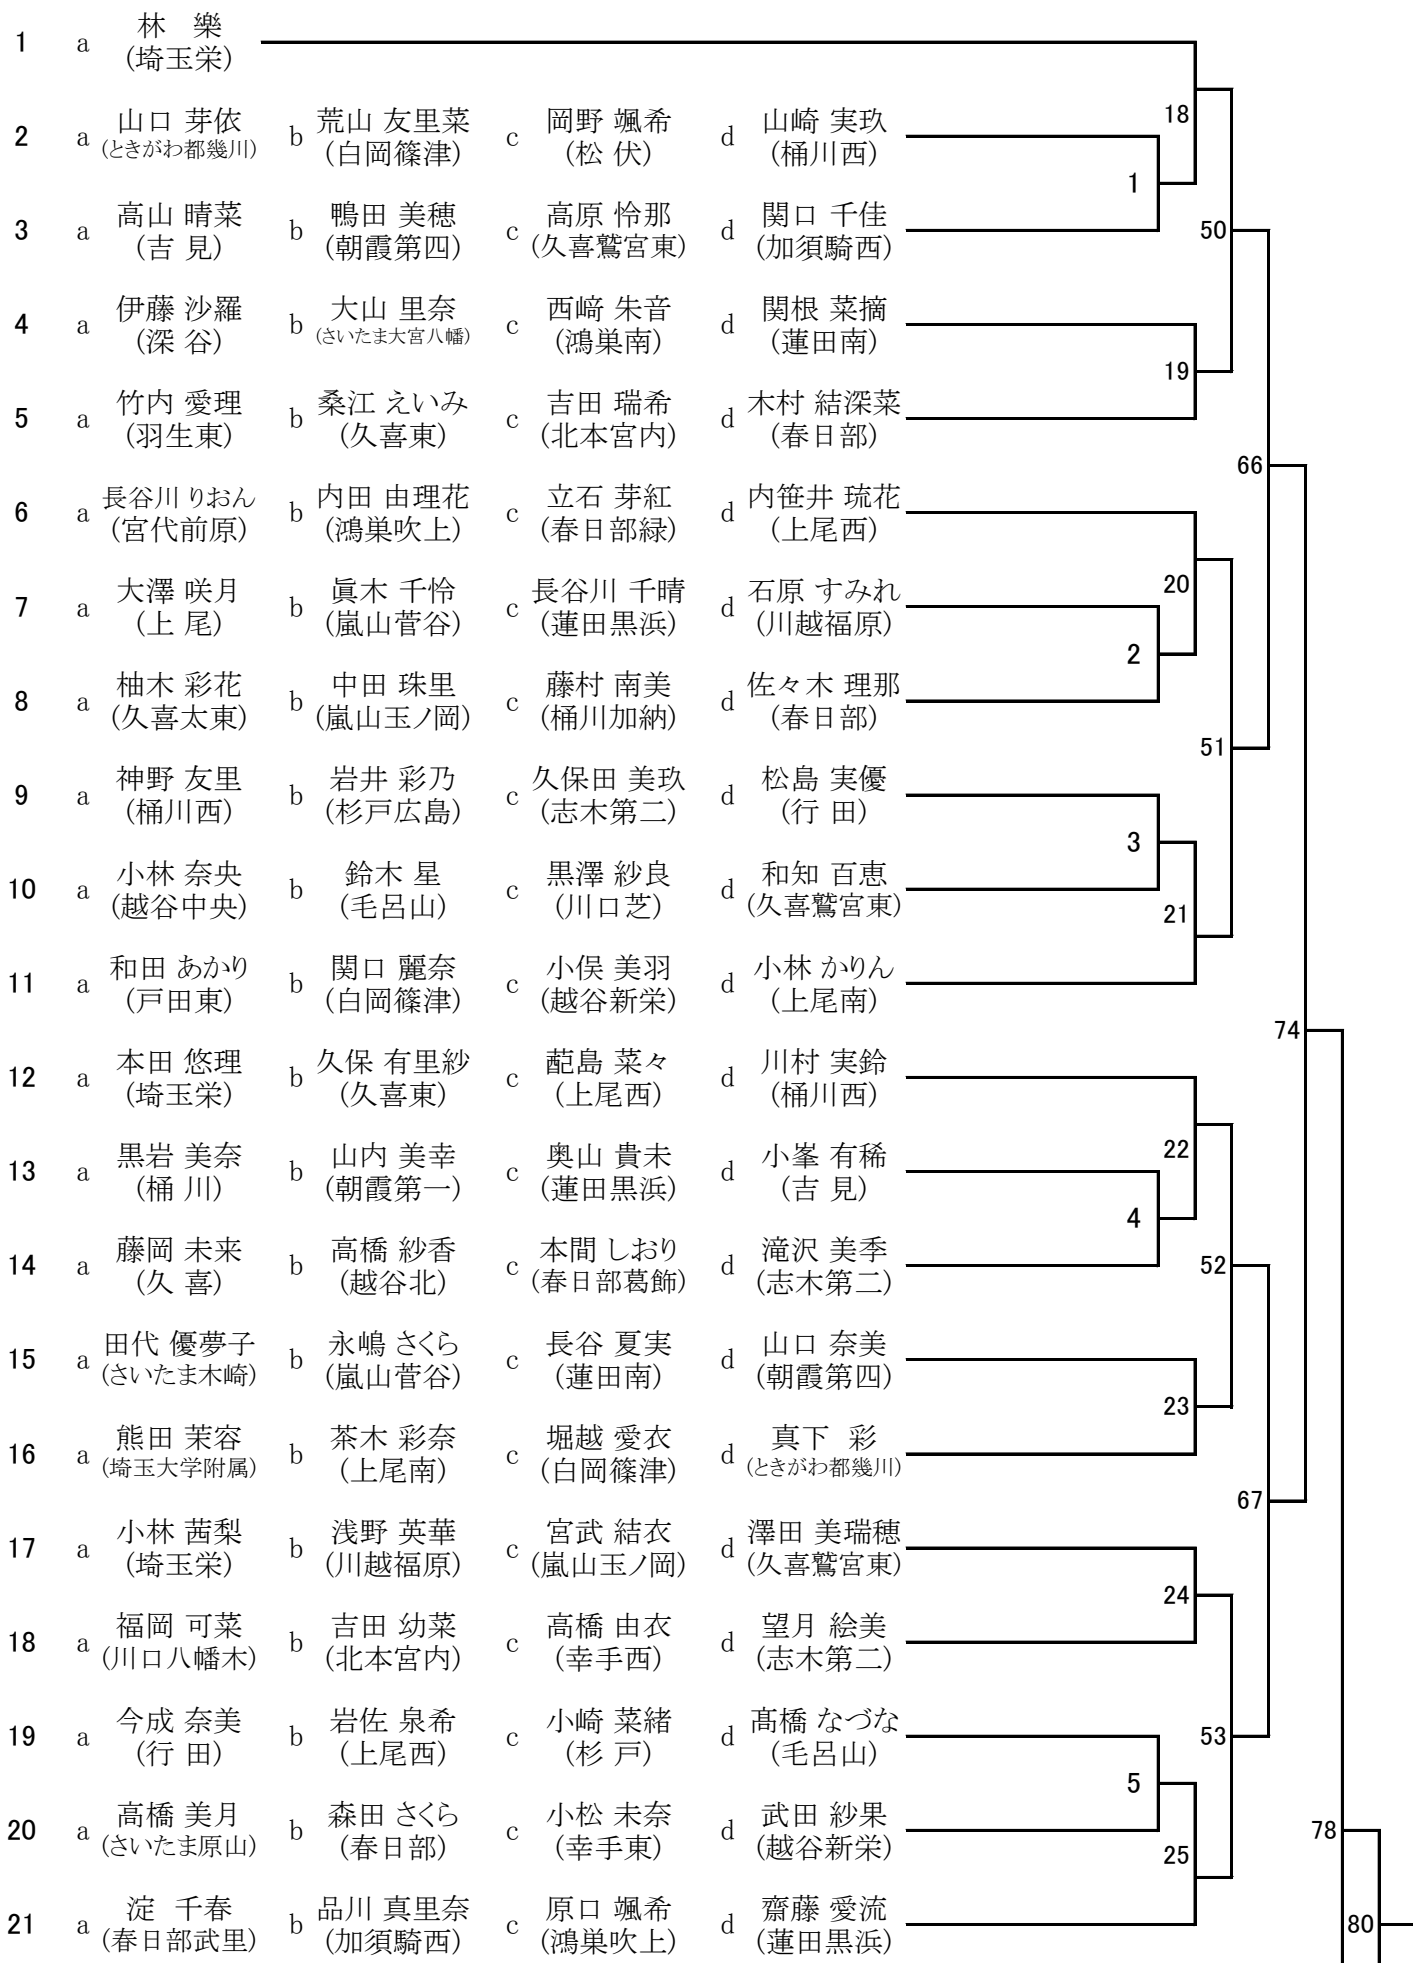 1 a 林 樂
(埼玉栄)
18
2 a 山口 芽依 b 荒山 友里菜 c 岡野 颯希 d 山崎 実玖
(ときがわ都幾川) (白岡篠津) (松 伏) (桶川西)
1
3 a 高山 晴菜 b 鴨田 美穂 c 高原 怜那 d 関口 千佳
(吉 見) (朝霞第四) (久喜鷲宮東) (加須騎西)
50
4 a 伊藤 沙羅 b 大山 里奈 c 西﨑 朱音 d 関根 菜摘
(深 谷) (さいたま大宮八幡) (鴻巣南) (蓮田南)
19
5 a 竹内 愛理 b 桑江 えいみ c 吉田 瑞希 d 木村 結深菜
(羽生東) (久喜東) (北本宮内) (春日部)
66
6 a 長谷川 りおん b 内田 由理花 c 立石 芽紅 d 内笹井 琉花
(宮代前原) (鴻巣吹上) (春日部緑) (上尾西)
20
7 a 大澤 咲月 b 眞木 千怜 c 長谷川 千晴 d 石原 すみれ
(上 尾) (嵐山菅谷) (蓮田黒浜) (川越福原)
2
8 a 柚木 彩花 b 中田 珠里 c 藤村 南美 d 佐々木 理那
(久喜太東) (嵐山玉ノ岡) (桶川加納) (春日部)
51
9 a 神野 友里 b 岩井 彩乃 c 久保田 美玖 d 松島 実優
(桶川西) (杉戸広島) (志木第二) (行 田)
3
10 a 小林 奈央 b 鈴木 星 c 黒澤 紗良 d 和知 百恵
(越谷中央) (毛呂山) (川口芝) (久喜鷲宮東)
21
11 a 和田 あかり b 関口 麗奈 c 小俣 美羽 d 小林 かりん
(戸田東) (白岡篠津) (越谷新栄) (上尾南)
74
12 a 本田 悠理 b 久保 有里紗 c 蓜島 菜々 d 川村 実鈴
(埼玉栄) (久喜東) (上尾西) (桶川西)
22
13 a 黒岩 美奈 b 山内 美幸 c 奥山 貴未 d 小峯 有稀
(桶 川) (朝霞第一) (蓮田黒浜) (吉 見)
4
14 a 藤岡 未来 b 高橋 紗香 c 本間 しおり d 滝沢 美季
(久 喜) (越谷北) (春日部葛飾) (志木第二)
52
15 a 田代 優夢子 b 永嶋 さくら c 長谷 夏実 d 山口 奈美
(さいたま木崎) (嵐山菅谷) (蓮田南) (朝霞第四)
23
16 a 熊田 茉容 b 茶木 彩奈 c 堀越 愛衣 d 真下 彩
(埼玉大学附属) (上尾南) (白岡篠津) (ときがわ都幾川)
67
17 a 小林 茜梨 b 浅野 英華 c 宮武 結衣 d 澤田 美瑞穂
(埼玉栄) (川越福原) (嵐山玉ノ岡) (久喜鷲宮東)
24
18 a 福岡 可菜 b 吉田 幼菜 c 高橋 由衣 d 望月 絵美
(川口八幡木) (北本宮内) (幸手西) (志木第二)
19 a 今成 奈美 b 岩佐 泉希 c 小崎 菜緒 d 髙橋 なづな
(行 田) (上尾西) (杉 戸) (毛呂山)
53
5
20 a 高橋 美月 b 森田 さくら c 小松 未奈 d 武田 紗果
(さいたま原山) (春日部) (幸手東) (越谷新栄)
78
25
21 a 淀 千春 b 品川 真里奈 c 原口 颯希 d 齋藤 愛流
(春日部武里) (加須騎西) (鴻巣吹上) (蓮田黒浜)
80